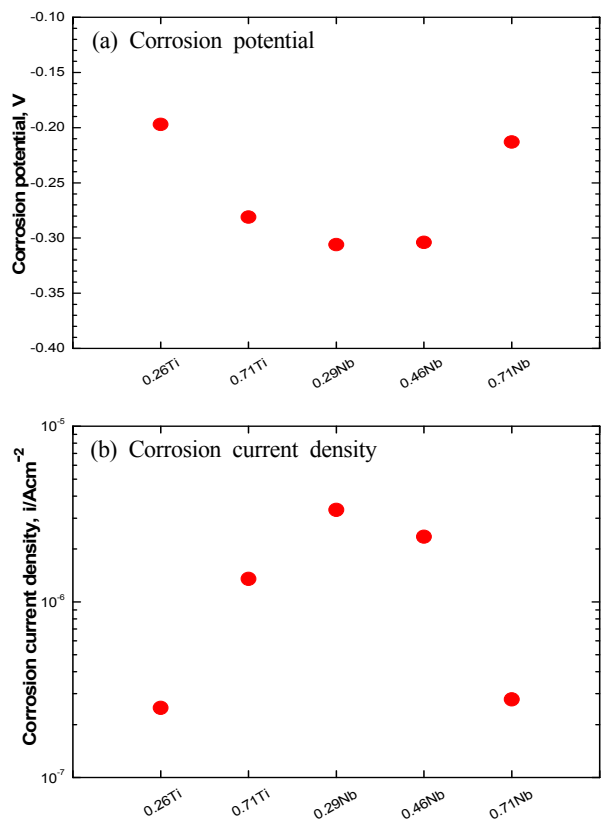 (a) Corrosion potential
-0.10
-0.15
-0.20
-0.25
-0.30
-0.35
-0.40
Corrosion potential, V
0.26Ti
0.71Ti
0.29Nb
0.46Nb
0.71Nb
(b) Corrosion current density
10⁻⁵
10⁻⁶
10⁻⁷
Corrosion current density, i/Acm⁻²
0.26Ti
0.71Ti
0.29Nb
0.46Nb
0.71Nb